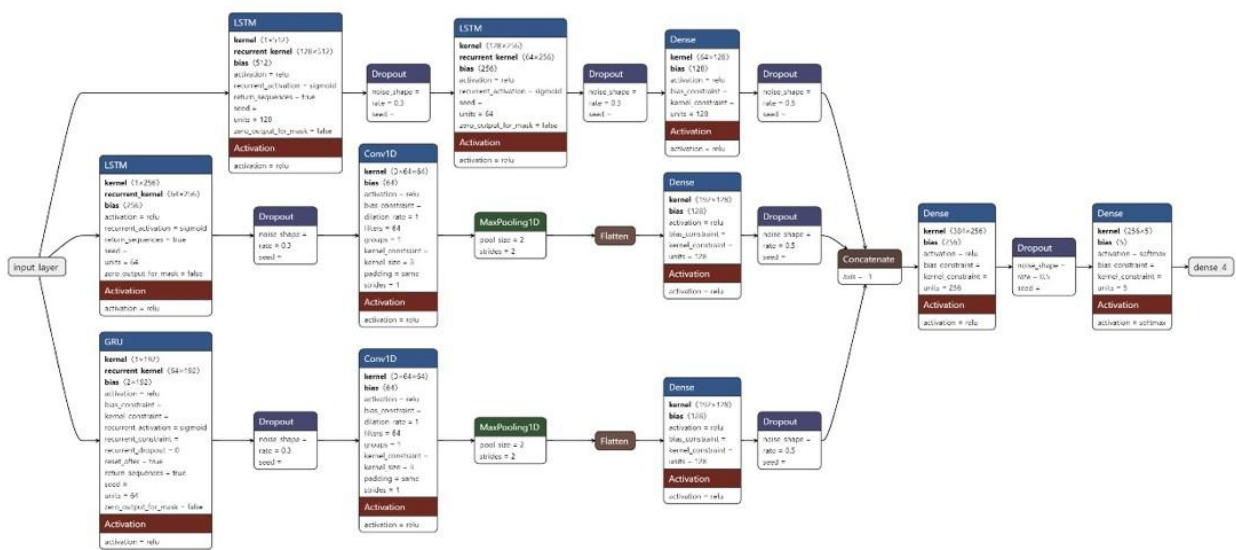 input layer
LSTM
kernel (1×512)
recurrent kernel (128×512)
bias (512)
activation = relu
recurrent_activation = sigmoid
return_sequences = true
seed =
units = 128
zero_output_for_mask = false
Activation
activation = relu
Dropout
noise_shape =
rate = 0.3
seed =
LSTM
kernel (128×256)
recurrent kernel (64×256)
bias (256)
activation = relu
recurrent_activation = sigmoid
seed =
units = 64
zero_output_for_mask = false
Activation
activation = relu
Dropout
noise_shape =
rate = 0.3
seed =
Dense
kernel (64×128)
bias (128)
activation = relu
bias_constraint =
kernel_constraint =
units = 128
Activation
activation = relu
Dropout
noise_shape =
rate = 0.5
seed =
LSTM
kernel (1×256)
recurrent_kernel (64×256)
bias (256)
activation = relu
recurrent_activation = sigmoid
return_sequences = true
seed =
units = 64
zero_output_for_mask = false
Activation
activation = relu
Dropout
noise_shape =
rate = 0.3
seed =
Conv1D
kernel (3×64×64)
bias (64)
activation = relu
bias_constraint =
dilation_rate = 1
filters = 64
groups = 1
kernel_constraint =
kernel_size = 3
padding = same
strides = 1
Activation
activation = relu
MaxPooling1D
pool_size = 2
strides = 2
Flatten
Dense
kernel (192×128)
bias (128)
activation = relu
bias_constraint =
kernel_constraint =
units = 128
Activation
activation = relu
Dropout
noise_shape =
rate = 0.5
seed =
GRU
kernel (1×192)
recurrent kernel (64×192)
bias (2×192)
activation = relu
bias_constraint =
kernel_constraint =
recurrent_activation = sigmoid
recurrent_constraint =
recurrent_dropout = 0
reset_after = true
return_sequences = true
seed =
units = 64
zero_output_for_mask = false
Activation
activation = relu
Dropout
noise_shape =
rate = 0.3
seed =
Conv1D
kernel (3×64×64)
bias (64)
activation = relu
bias_constraint =
dilation_rate = 1
filters = 64
groups = 1
kernel_constraint =
kernel_size = 3
padding = same
strides = 1
Activation
activation = relu
MaxPooling1D
pool_size = 2
strides = 2
Flatten
Dense
kernel (192×128)
bias (128)
activation = relu
bias_constraint =
kernel_constraint =
units = 128
Activation
activation = relu
Dropout
noise_shape =
rate = 0.5
seed =
Concatenate
axis = -1
Dense
kernel (384×256)
bias (256)
activation = relu
bias_constraint =
kernel_constraint =
units = 256
Activation
activation = relu
Dropout
noise_shape =
rate = 0.5
seed =
Dense
kernel (256×5)
bias (5)
activation = softmax
bias_constraint =
kernel_constraint =
units = 5
Activation
activation = softmax
dense 4